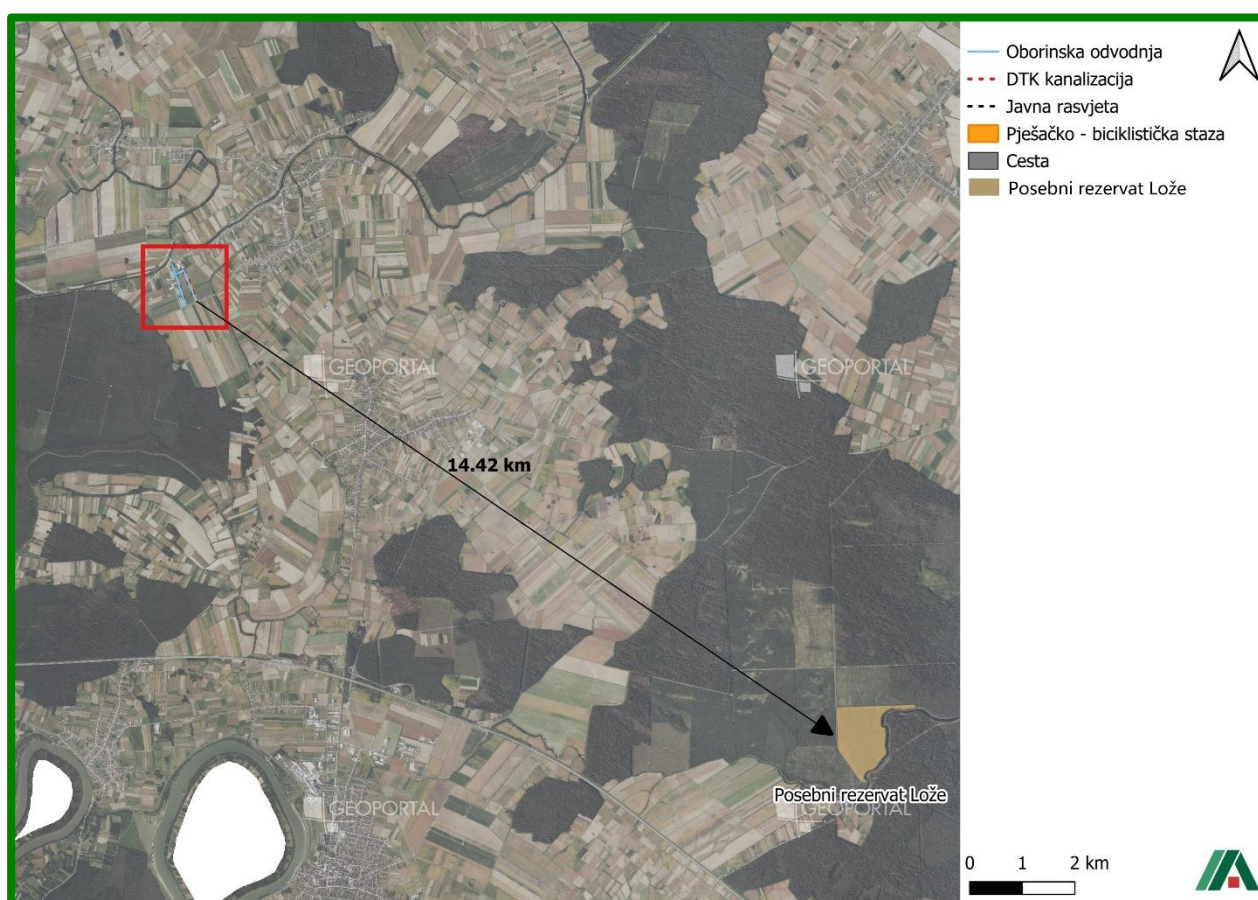 Oborinska odvodnja
DTK kanalizacija
Javna rasvjeta
Pješačko - biciklistička staza
Cesta
Posebni rezervat Lože
GEOPORTAL
GEOPORTAL
14.42 km
Posebni rezervat Lože
GEOPORTAL
GEOPORTAL
0 1 2 km